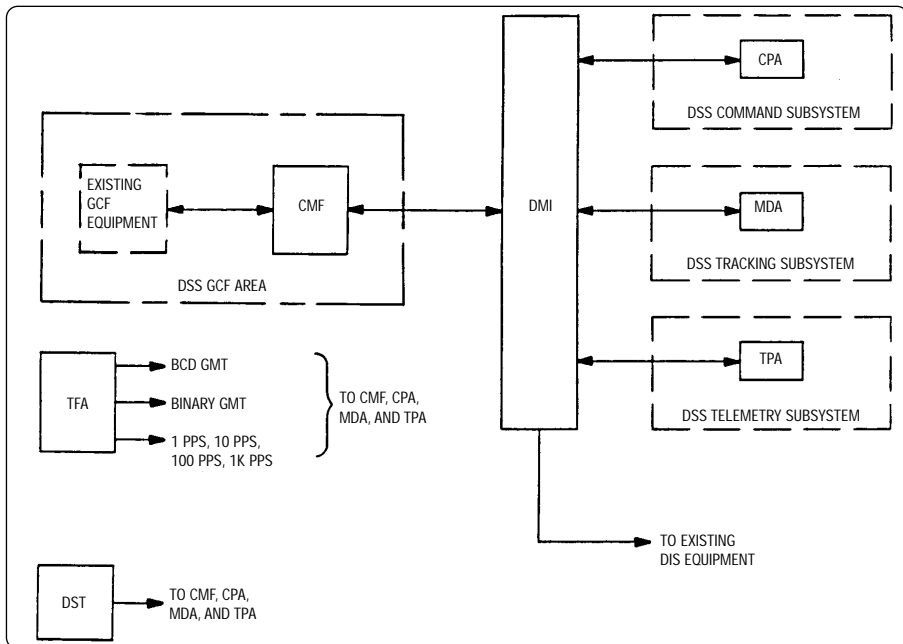 CPA
DSS COMMAND SUBSYSTEM
EXISTING
GCF
EQUIPMENT
CMF
DSS GCF AREA
DMI
MDA
DSS TRACKING SUBSYSTEM
TPA
DSS TELEMETRY SUBSYSTEM
TFA
BCD GMT
BINARY GMT
1 PPS, 10 PPS,
100 PPS, 1K PPS
TO CMF, CPA,
MDA, AND TPA
TO EXISTING
DIS EQUIPMENT
DST
TO CMF, CPA,
MDA, AND TPA